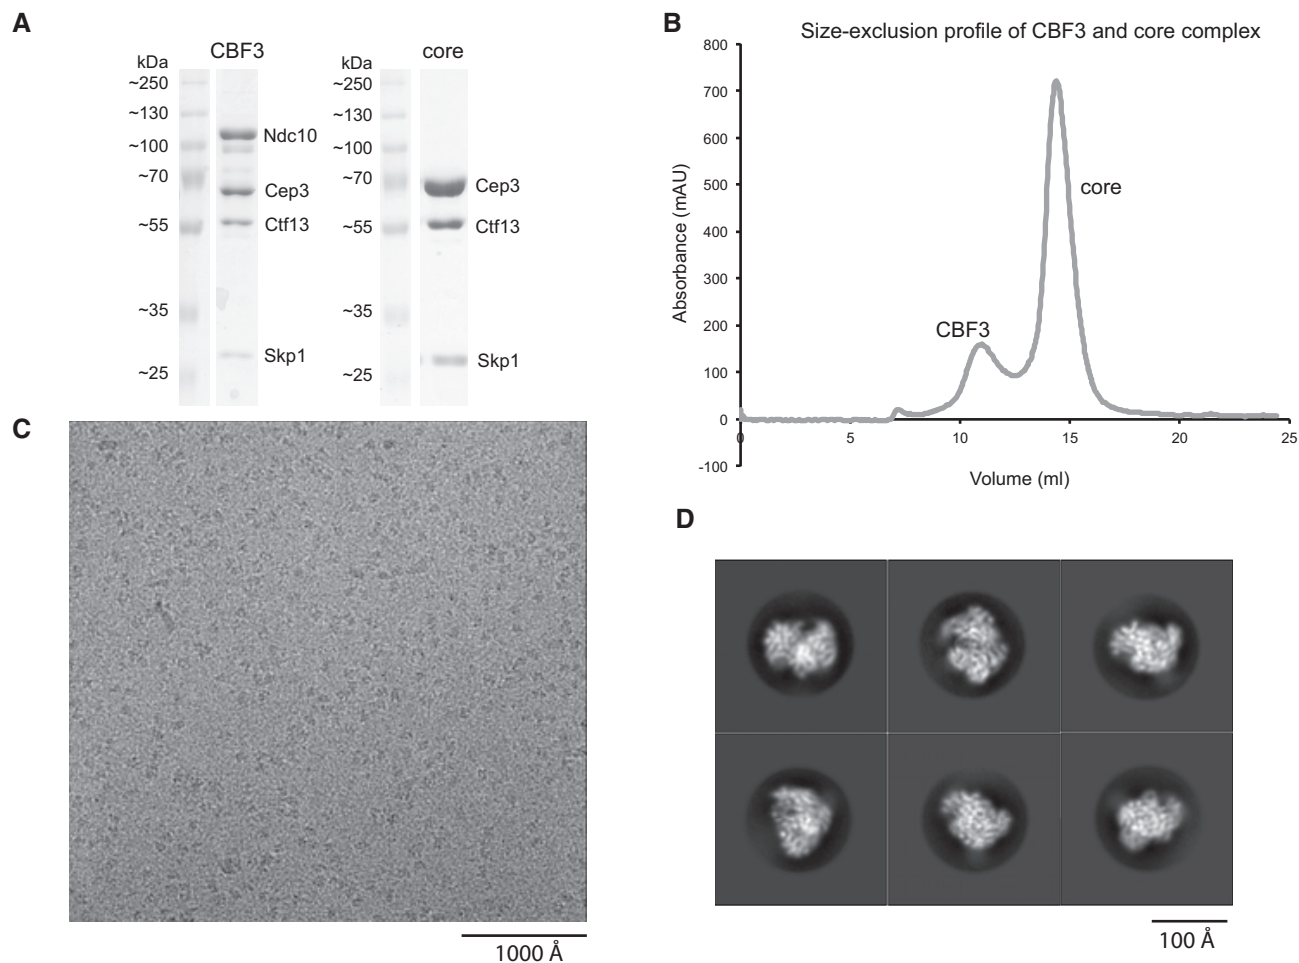 A
CBF3
core
kDa
~250
~130
~100
~70
~55
~35
~25
Ndc10
Cep3
Ctf13
Skp1
kDa
~250
~130
~100
~70
~55
~35
~25
Cep3
Ctf13
Skp1
B
Size-exclusion profile of CBF3 and core complex
Absorbance (mAU)
800
700
600
500
400
300
200
100
0
-100
CBF3
core
0 5 10 15 20 25
Volume (ml)
C
1000 Å
D
100 Å